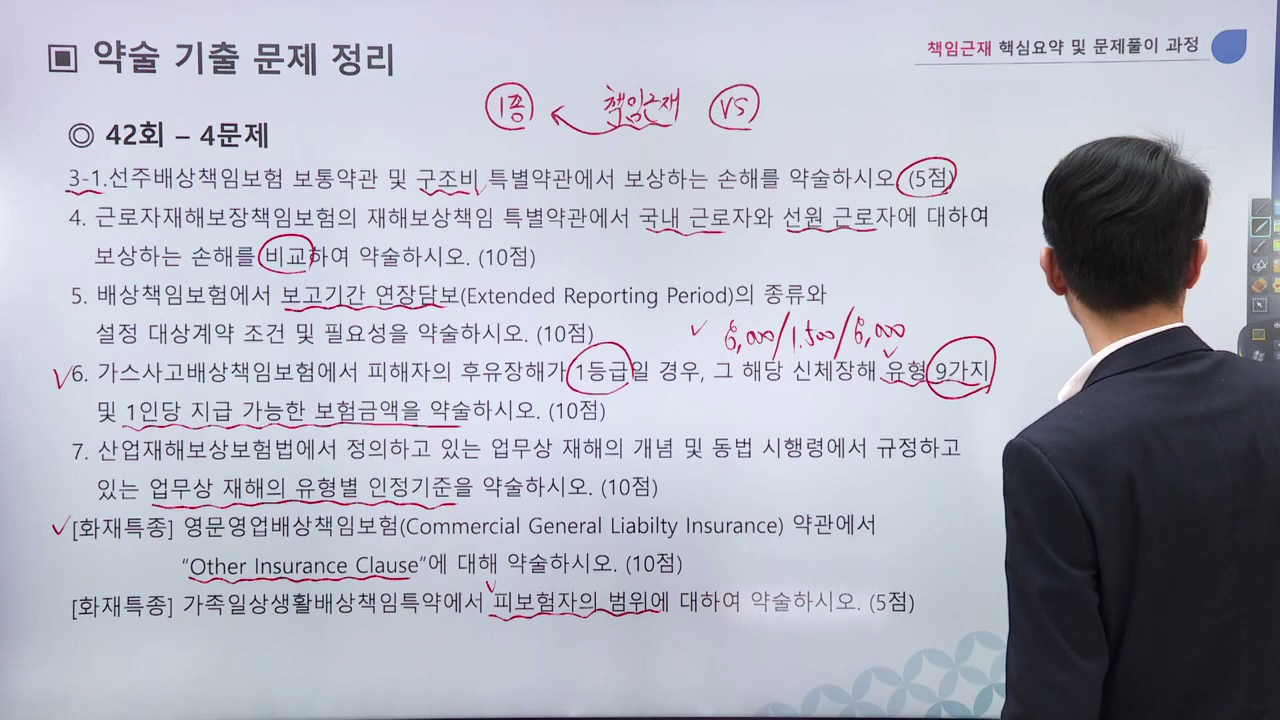 ▣ 약술 기출 문제 정리
책임근재 핵심요약 및 문제풀이 과정
1종 책임근재 VS
◎ 42회 – 4문제
3-1.선주배상책임보험 보통약관 및 구조비 특별약관에서 보상하는 손해를 약술하시오 (5점)
4. 근로자재해보장책임보험의 재해보상책임 특별약관에서 국내 근로자와 선원 근로자에 대하여
보상하는 손해를 비교하여 약술하시오. (10점)
5. 배상책임보험에서 보고기간 연장담보(Extended Reporting Period)의 종류와
설정 대상계약 조건 및 필요성을 약술하시오. (10점)
8,000/1.500/8,000
6. 가스사고배상책임보험에서 피해자의 후유장해가 1등급일 경우, 그 해당 신체장해 유형 9가지
및 1인당 지급 가능한 보험금액을 약술하시오. (10점)
7. 산업재해보상보험법에서 정의하고 있는 업무상 재해의 개념 및 동법 시행령에서 규정하고
있는 업무상 재해의 유형별 인정기준을 약술하시오. (10점)
[화재특종] 영문영업배상책임보험(Commercial General Liabilty Insurance) 약관에서
“Other Insurance Clause”에 대해 약술하시오. (10점)
[화재특종] 가족일상생활배상책임특약에서 피보험자의 범위에 대하여 약술하시오. (5점)